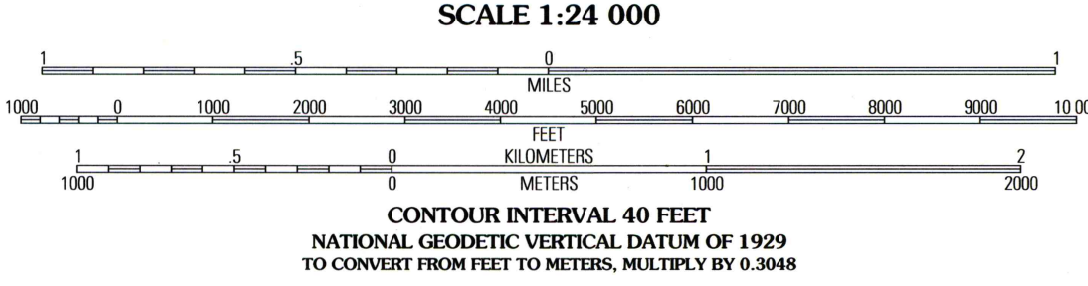 SCALE 1:24 000
1 .5 0 1
MILES
1000 0 1000 2000 3000 4000 5000 6000 7000 8000 9000 10 00
FEET
1 .5 0 KILOMETERS 1 2
1000 0 METERS 1000 2000
CONTOUR INTERVAL 40 FEET
NATIONAL GEODETIC VERTICAL DATUM OF 1929
TO CONVERT FROM FEET TO METERS, MULTIPLY BY 0.3048